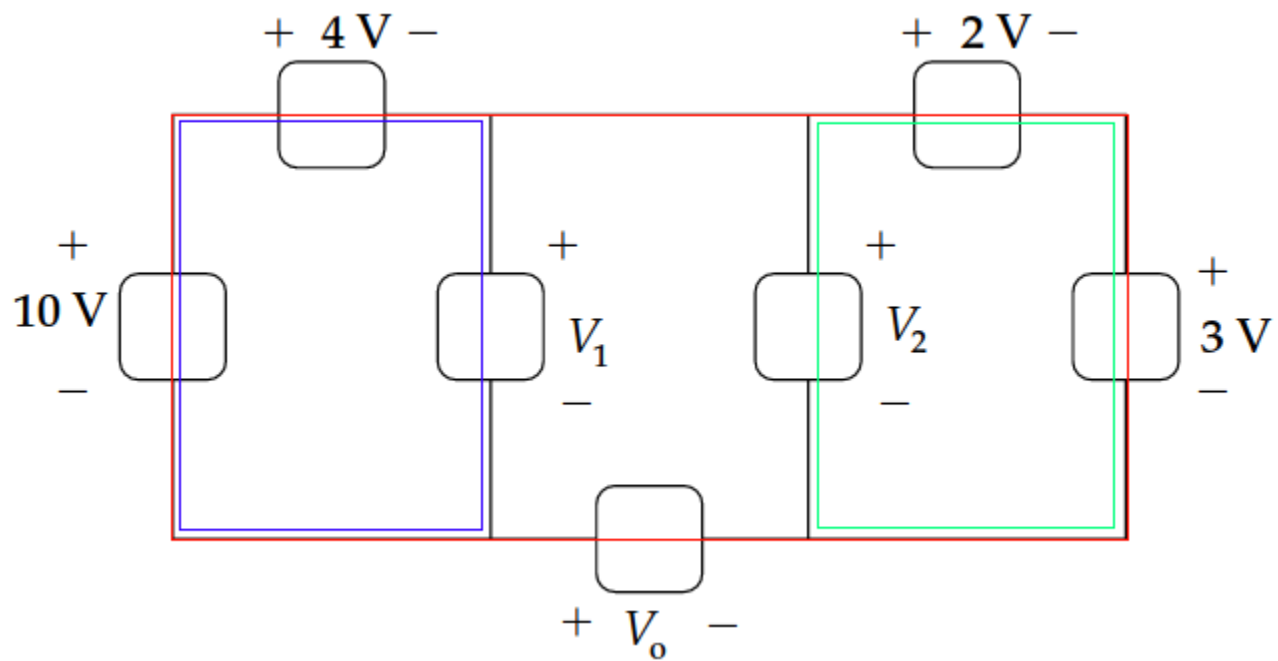 + 4 V − + 2 V −
+ + + +
10 V V₁ V₂ 3 V
− − − −
+ Vₒ −